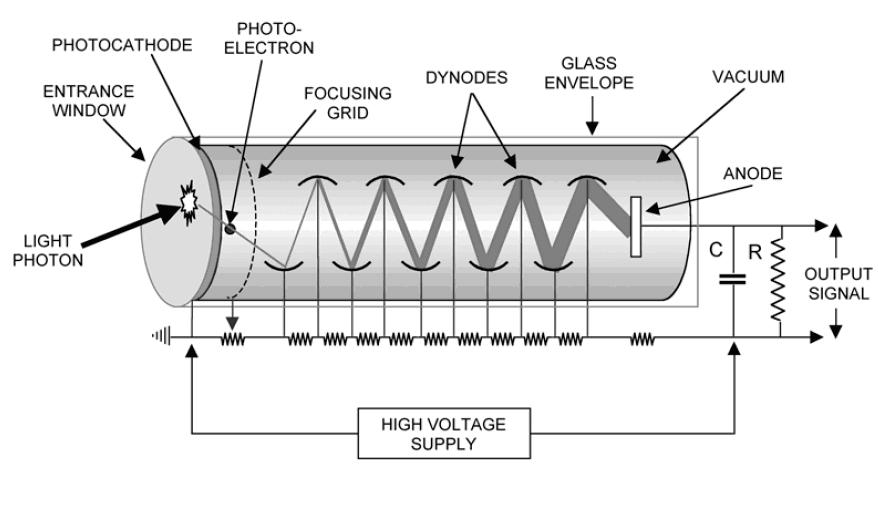 PHOTO-
ELECTRON
PHOTOCATHODE
ENTRANCE
WINDOW
FOCUSING
GRID
DYNODES
GLASS
ENVELOPE
VACUUM
ANODE
LIGHT
PHOTON
C
R
OUTPUT
SIGNAL
HIGH VOLTAGE
SUPPLY